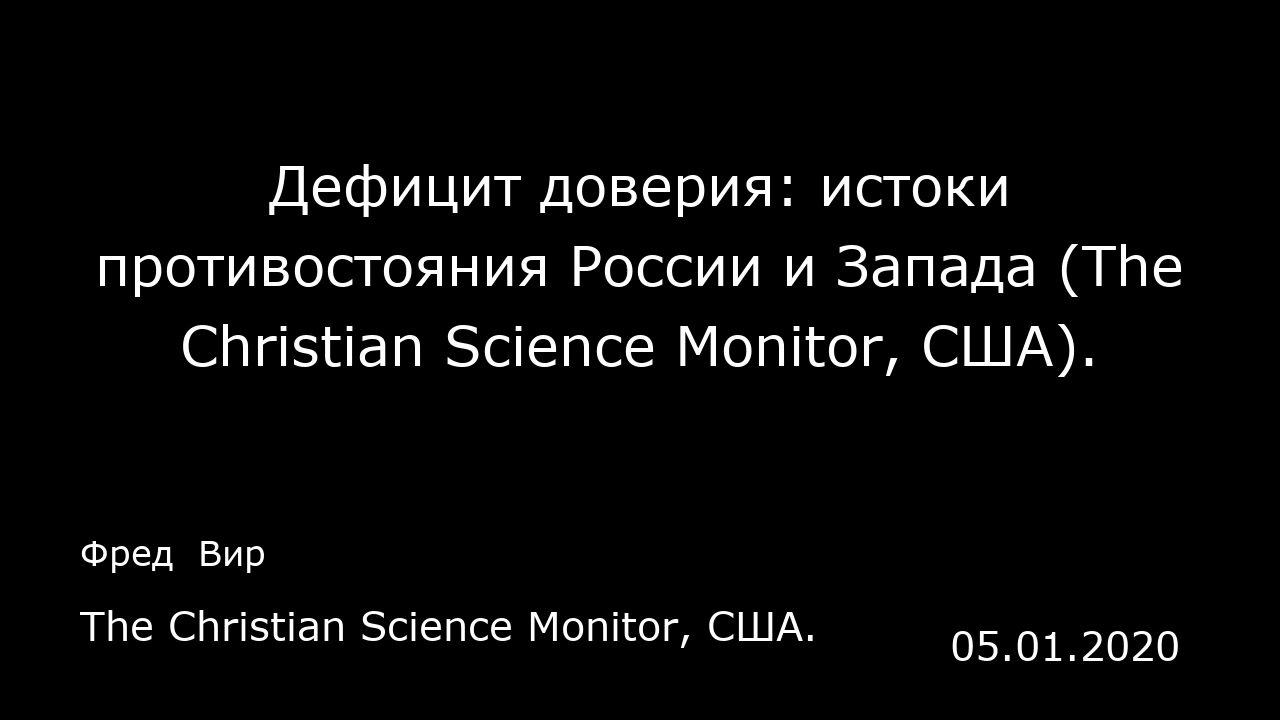 Дефицит доверия: истоки
противостояния России и Запада (The
Christian Science Monitor, США).
Фред  Вир
The Christian Science Monitor, США.
05.01.2020